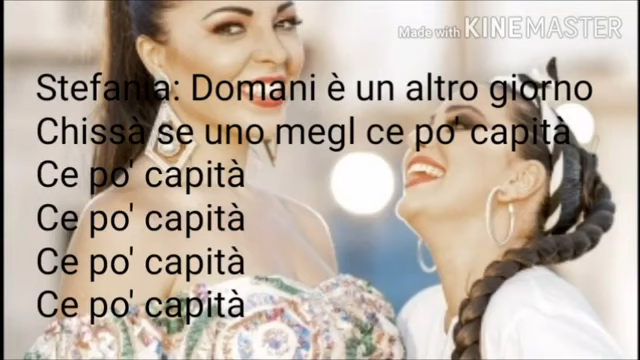 Made with KINEMASTER
Stefania: Domani è un altro giorno
Chissà se uno megl ce po' capità
Ce po' capità
Ce po' capità
Ce po' capità
Ce po' capità